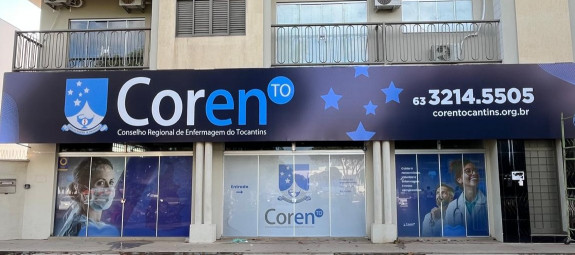 Coren TO
Conselho Regional de Enfermagem do Tocantins
63 3214.5505
corentocantins.org.br
Entrada
Coren TO